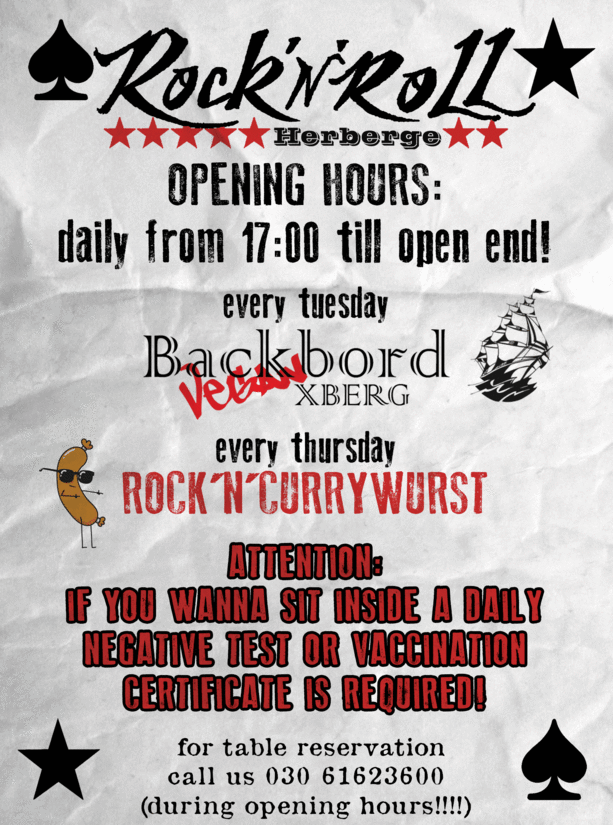 Rock'N'Roll
Herberge
OPENING HOURS:
daily from 17:00 till open end!
every tuesday
Backbord
Vegan
XBERG
every thursday
ROCK´N´CURRYWURST
ATTENTION:
IF YOU WANNA SIT INSIDE A DAILY
NEGATIVE TEST OR VACCINATION
CERTIFICATE IS REQUIRED!
for table reservation
call us 030 61623600
(during opening hours!!!!)